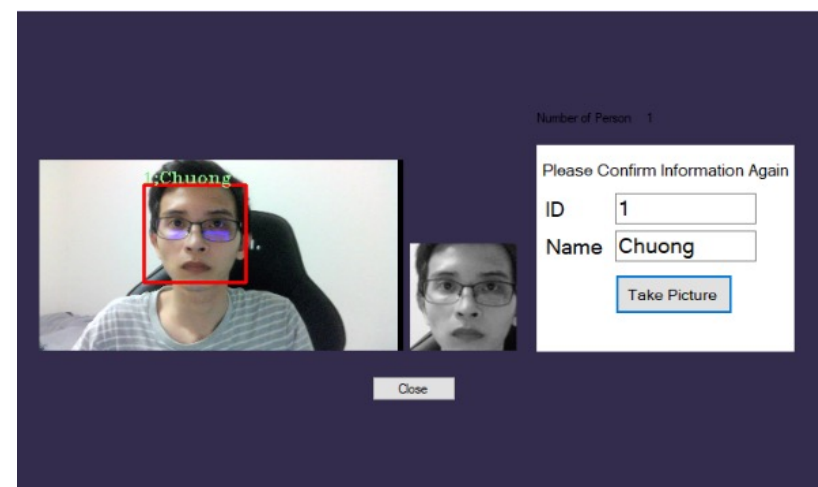 Number of Person 1
1;Chuong
Please Confirm Information Again
ID 1
Name Chuong
Take Picture
Close